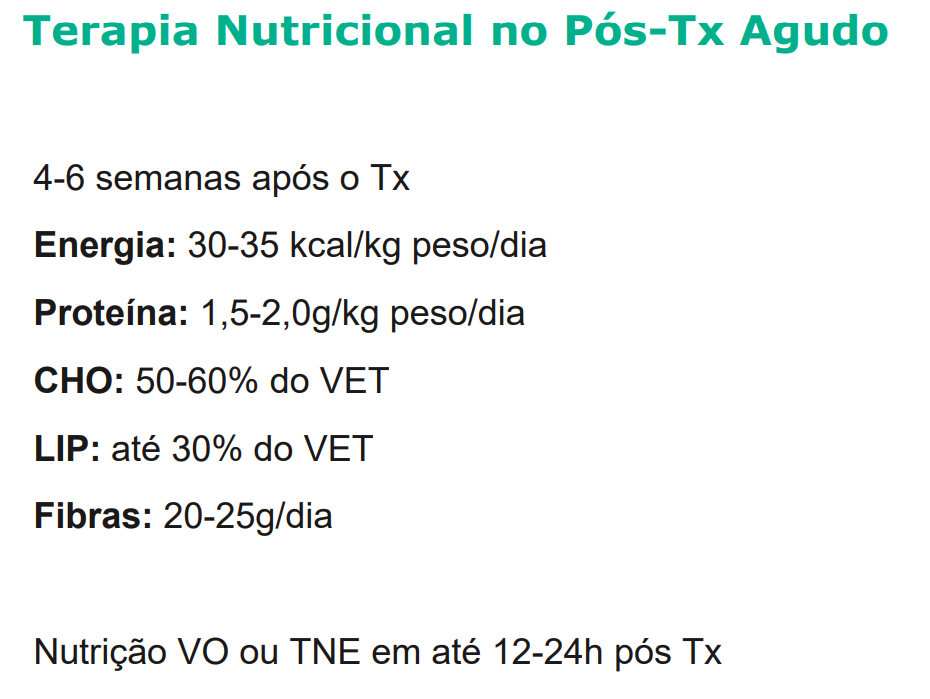 Terapia Nutricional no Pós-Tx Agudo
4-6 semanas após o Tx
Energia: 30-35 kcal/kg peso/dia
Proteína: 1,5-2,0g/kg peso/dia
CHO: 50-60% do VET
LIP: até 30% do VET
Fibras: 20-25g/dia
Nutrição VO ou TNE em até 12-24h pós Tx